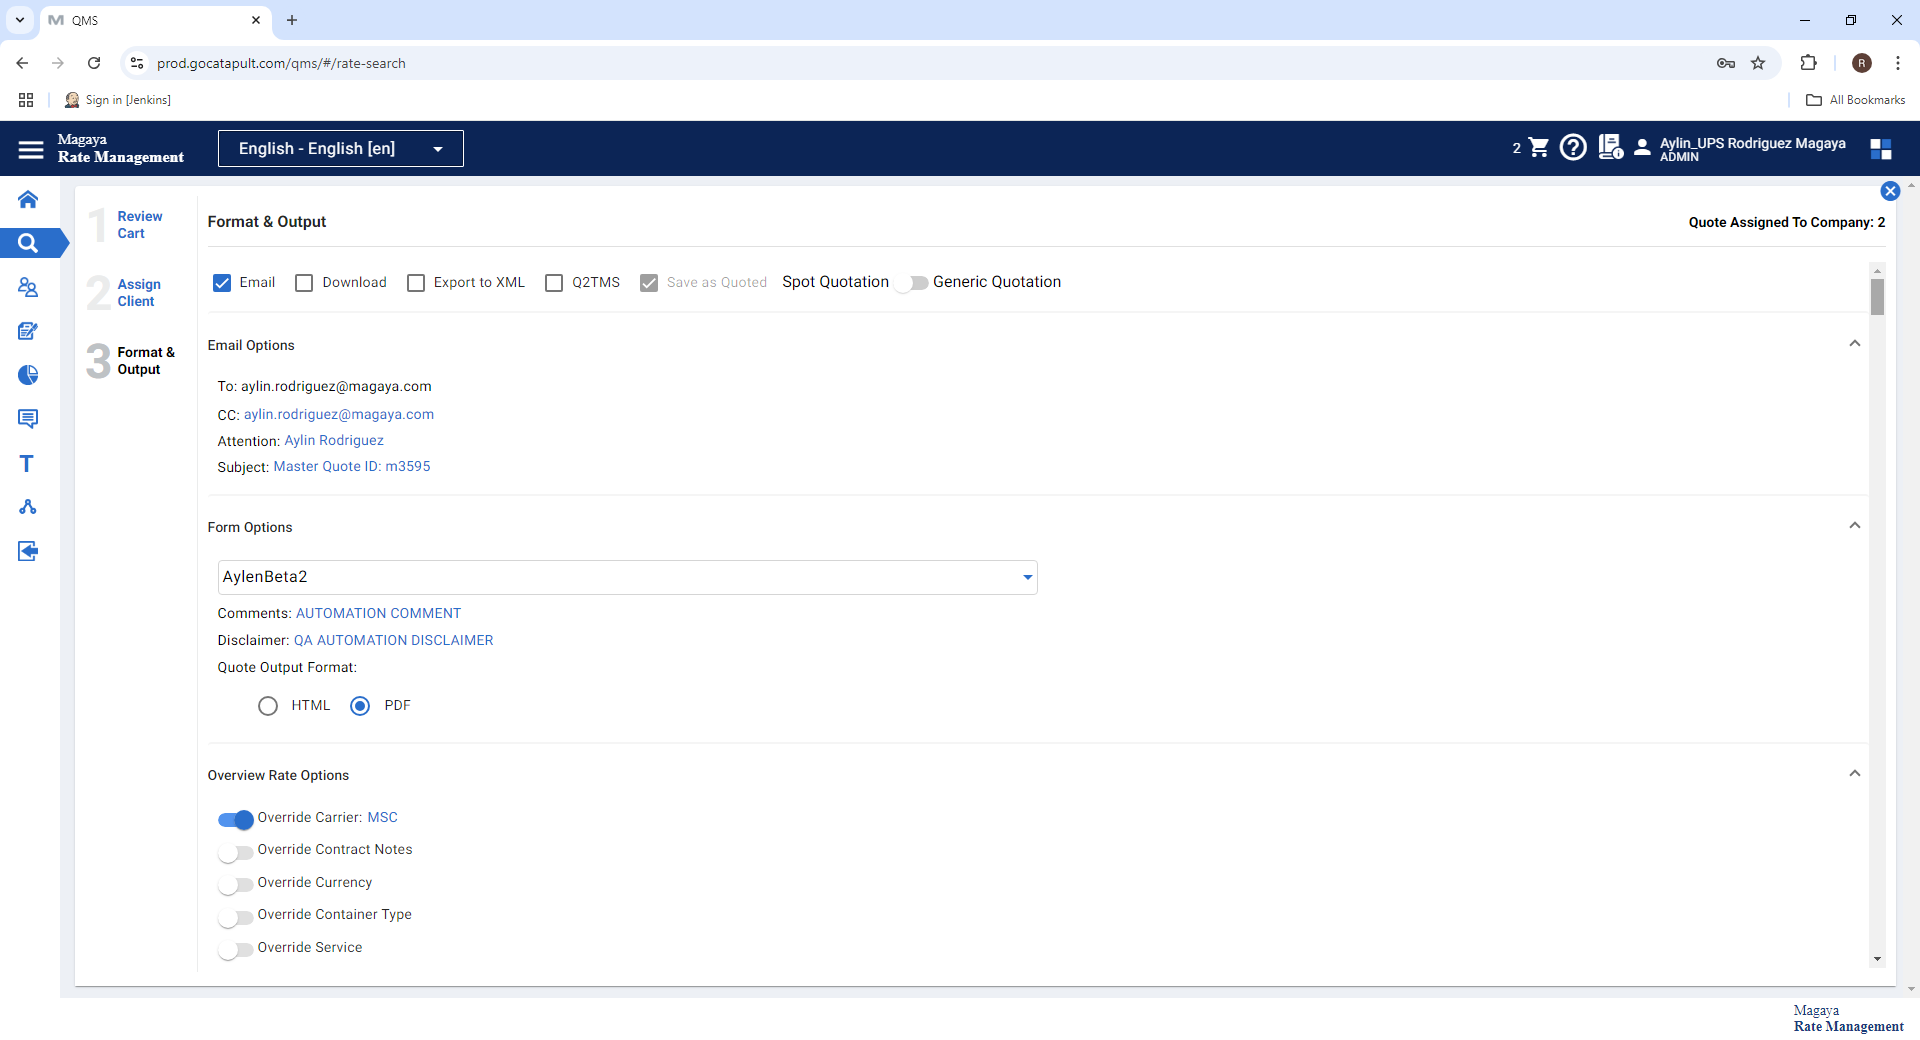 QMS
prod.gocatapult.com/qms/#/rate-search
R
Sign in [Jenkins]
All Bookmarks
Magaya
Rate Management
English - English [en]
2
Aylin_UPS Rodriguez Magaya
ADMIN
1 Review Cart
2 Assign Client
3 Format & Output
T
Format & Output
Quote Assigned To Company: 2
Email
Download
Export to XML
Q2TMS
Save as Quoted
Spot Quotation
Generic Quotation
Email Options
To: aylin.rodriguez@magaya.com
CC: aylin.rodriguez@magaya.com
Attention: Aylin Rodriguez
Subject: Master Quote ID: m3595
Form Options
AylenBeta2
Comments: AUTOMATION COMMENT
Disclaimer: QA AUTOMATION DISCLAIMER
Quote Output Format:
HTML
PDF
Overview Rate Options
Override Carrier: MSC
Override Contract Notes
Override Currency
Override Container Type
Override Service
Magaya
Rate Management